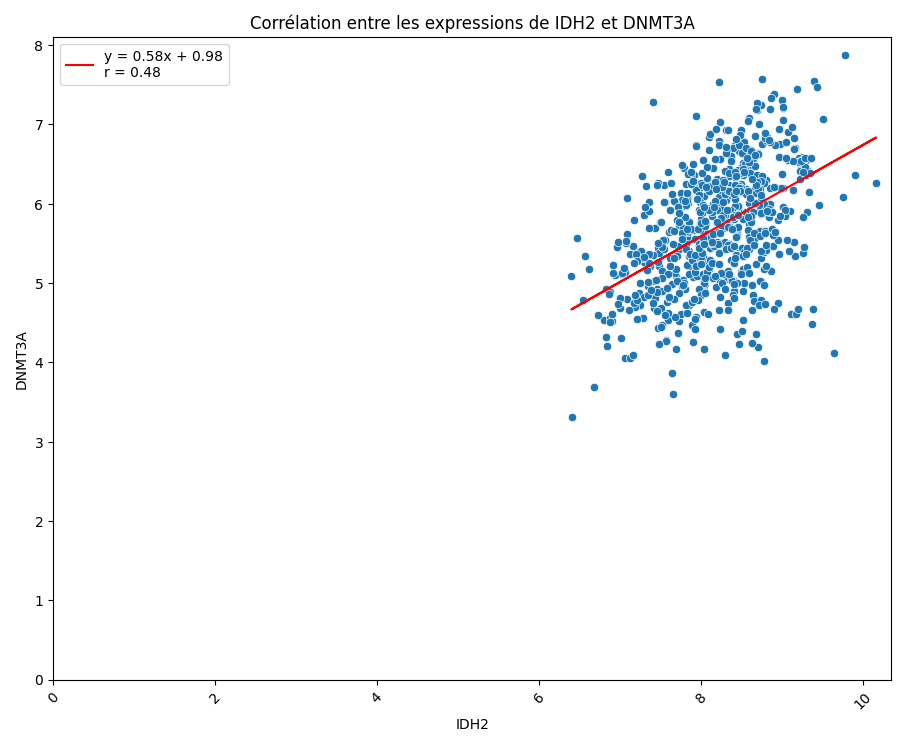 Corrélation entre les expressions de IDH2 et DNMT3A
y = 0.58x + 0.98
r = 0.48
8
7
6
5
4
3
2
1
0
DNMT3A
0 2 4 6 8 10
IDH2